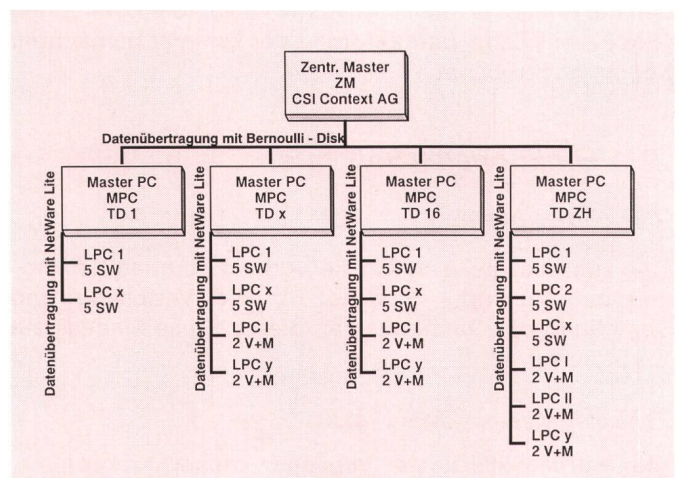 Zentr. Master
ZM
CSI Context AG
Datenübertragung mit Bernoulli - Disk
Datenübertragung mit NetWare Lite
Master PC
MPC
TD 1
LPC 1
5 SW
LPC x
5 SW
Datenübertragung mit NetWare Lite
Master PC
MPC
TD x
LPC 1
5 SW
LPC x
5 SW
LPC I
2 V+M
LPC y
2 V+M
Datenübertragung mit NetWare Lite
Master PC
MPC
TD 16
LPC 1
5 SW
LPC x
5 SW
LPC I
2 V+M
LPC y
2 V+M
Datenübertragung mit NetWare Lite
Master PC
MPC
TD ZH
LPC 1
5 SW
LPC 2
5 SW
LPC x
5 SW
LPC I
2 V+M
LPC II
2 V+M
LPC y
2 V+M